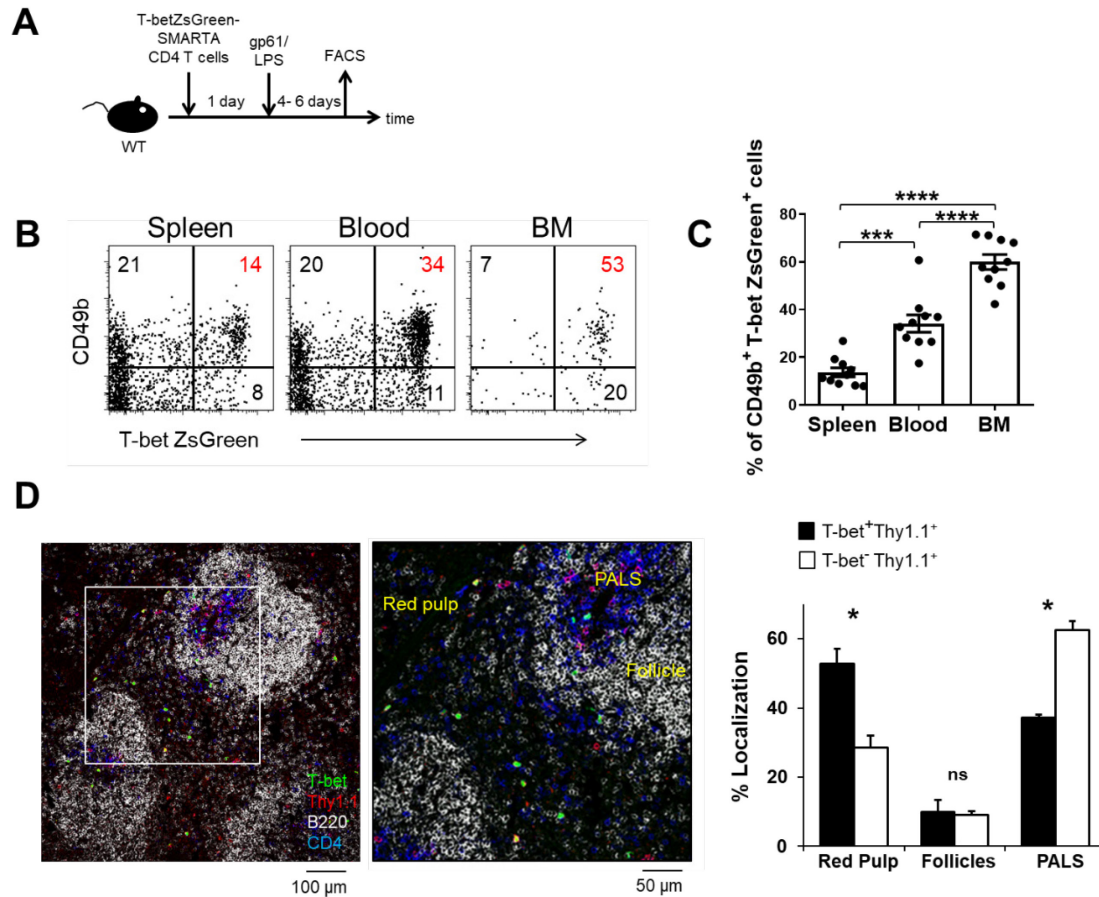 A
T-betZsGreen-
SMARTA
CD4 T cells
gp61/
LPS
FACS
1 day
4- 6 days
time
WT
B
Spleen
Blood
BM
21
14
20
34
7
53
8
11
20
CD49b
T-bet ZsGreen
C
% of CD49b+ T-bet ZsGreen+ cells
80
60
40
20
0
****
***
****
Spleen
Blood
BM
D
T-bet
Thy1.1
B220
CD4
100 µm
Red pulp
PALS
Follicle
50 µm
T-bet+Thy1.1+
T-bet- Thy1.1+
% Localization
60
40
20
0
*
ns
*
Red Pulp
Follicles
PALS